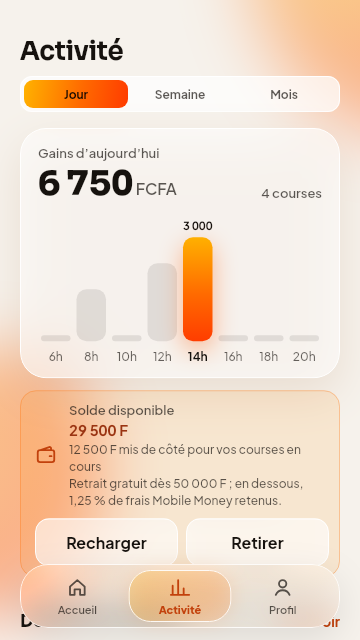 Activité
Jour Semaine Mois
Gains d’aujourd’hui
6 750 FCFA
4 courses
3 000
6h 8h 10h 12h 14h 16h 18h 20h
Solde disponible
29 500 F
12 500 F mis de côté pour vos courses en
cours
Retrait gratuit dès 50 000 F ; en dessous,
1,25 % de frais Mobile Money retenus.
Recharger Retirer
Accueil Activité Profil